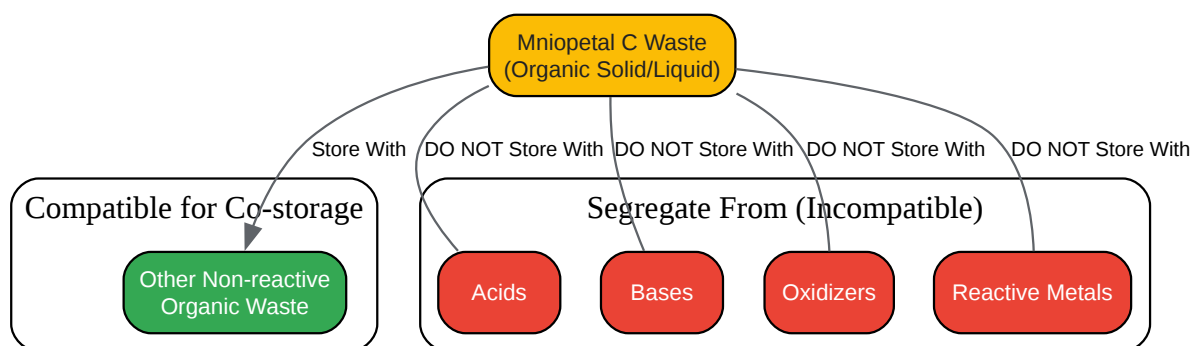 Mniopetal C Waste
(Organic Solid/Liquid)
Store With
DO NOT Store With
DO NOT Store With
DO NOT Store With
DO NOT Store With
Compatible for Co-storage
Segregate From (Incompatible)
Other Non-reactive
Organic Waste
Acids
Bases
Oxidizers
Reactive Metals